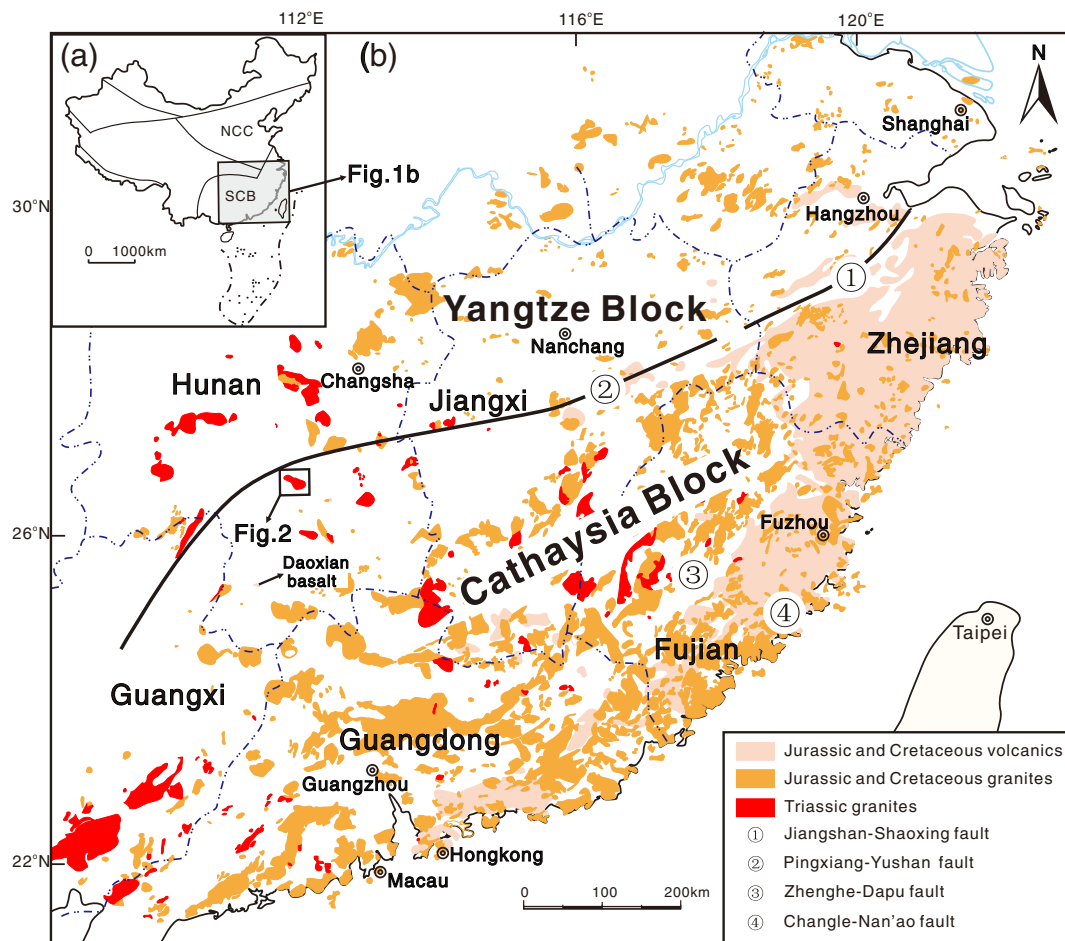 112°E
116°E
120°E
(a)
(b)
N
NCC
SCB
Fig.1b
0 1000km
30°N
26°N
22°N
Shanghai
Hangzhou
①
Yangtze Block
Nanchang
Zhejiang
Hunan
Changsha
②
Jiangxi
Cathaysia Block
Fig.2
Fuzhou
Daoxian
basalt
③
④
Taipei
Fujian
Guangxi
Guangdong
Guangzhou
Hongkong
Macau
0 100 200km
Jurassic and Cretaceous volcanics
Jurassic and Cretaceous granites
Triassic granites
① Jiangshan-Shaoxing fault
② Pingxiang-Yushan fault
③ Zhenghe-Dapu fault
④ Changle-Nan'ao fault